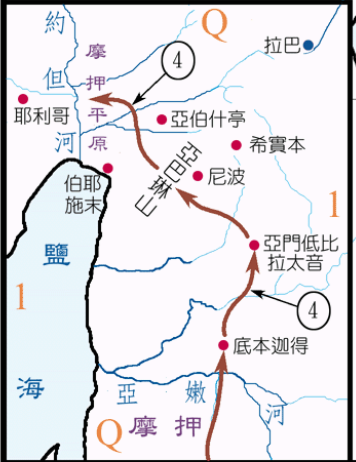 約但河
摩押平原
Q
拉巴
4
耶利哥
亞伯什亭
希實本
伯耶
施末
亞巴琳山
尼波
1
鹽海
亞門低比
拉太音
1
4
底本迦得
亞嫩河
Q
摩押